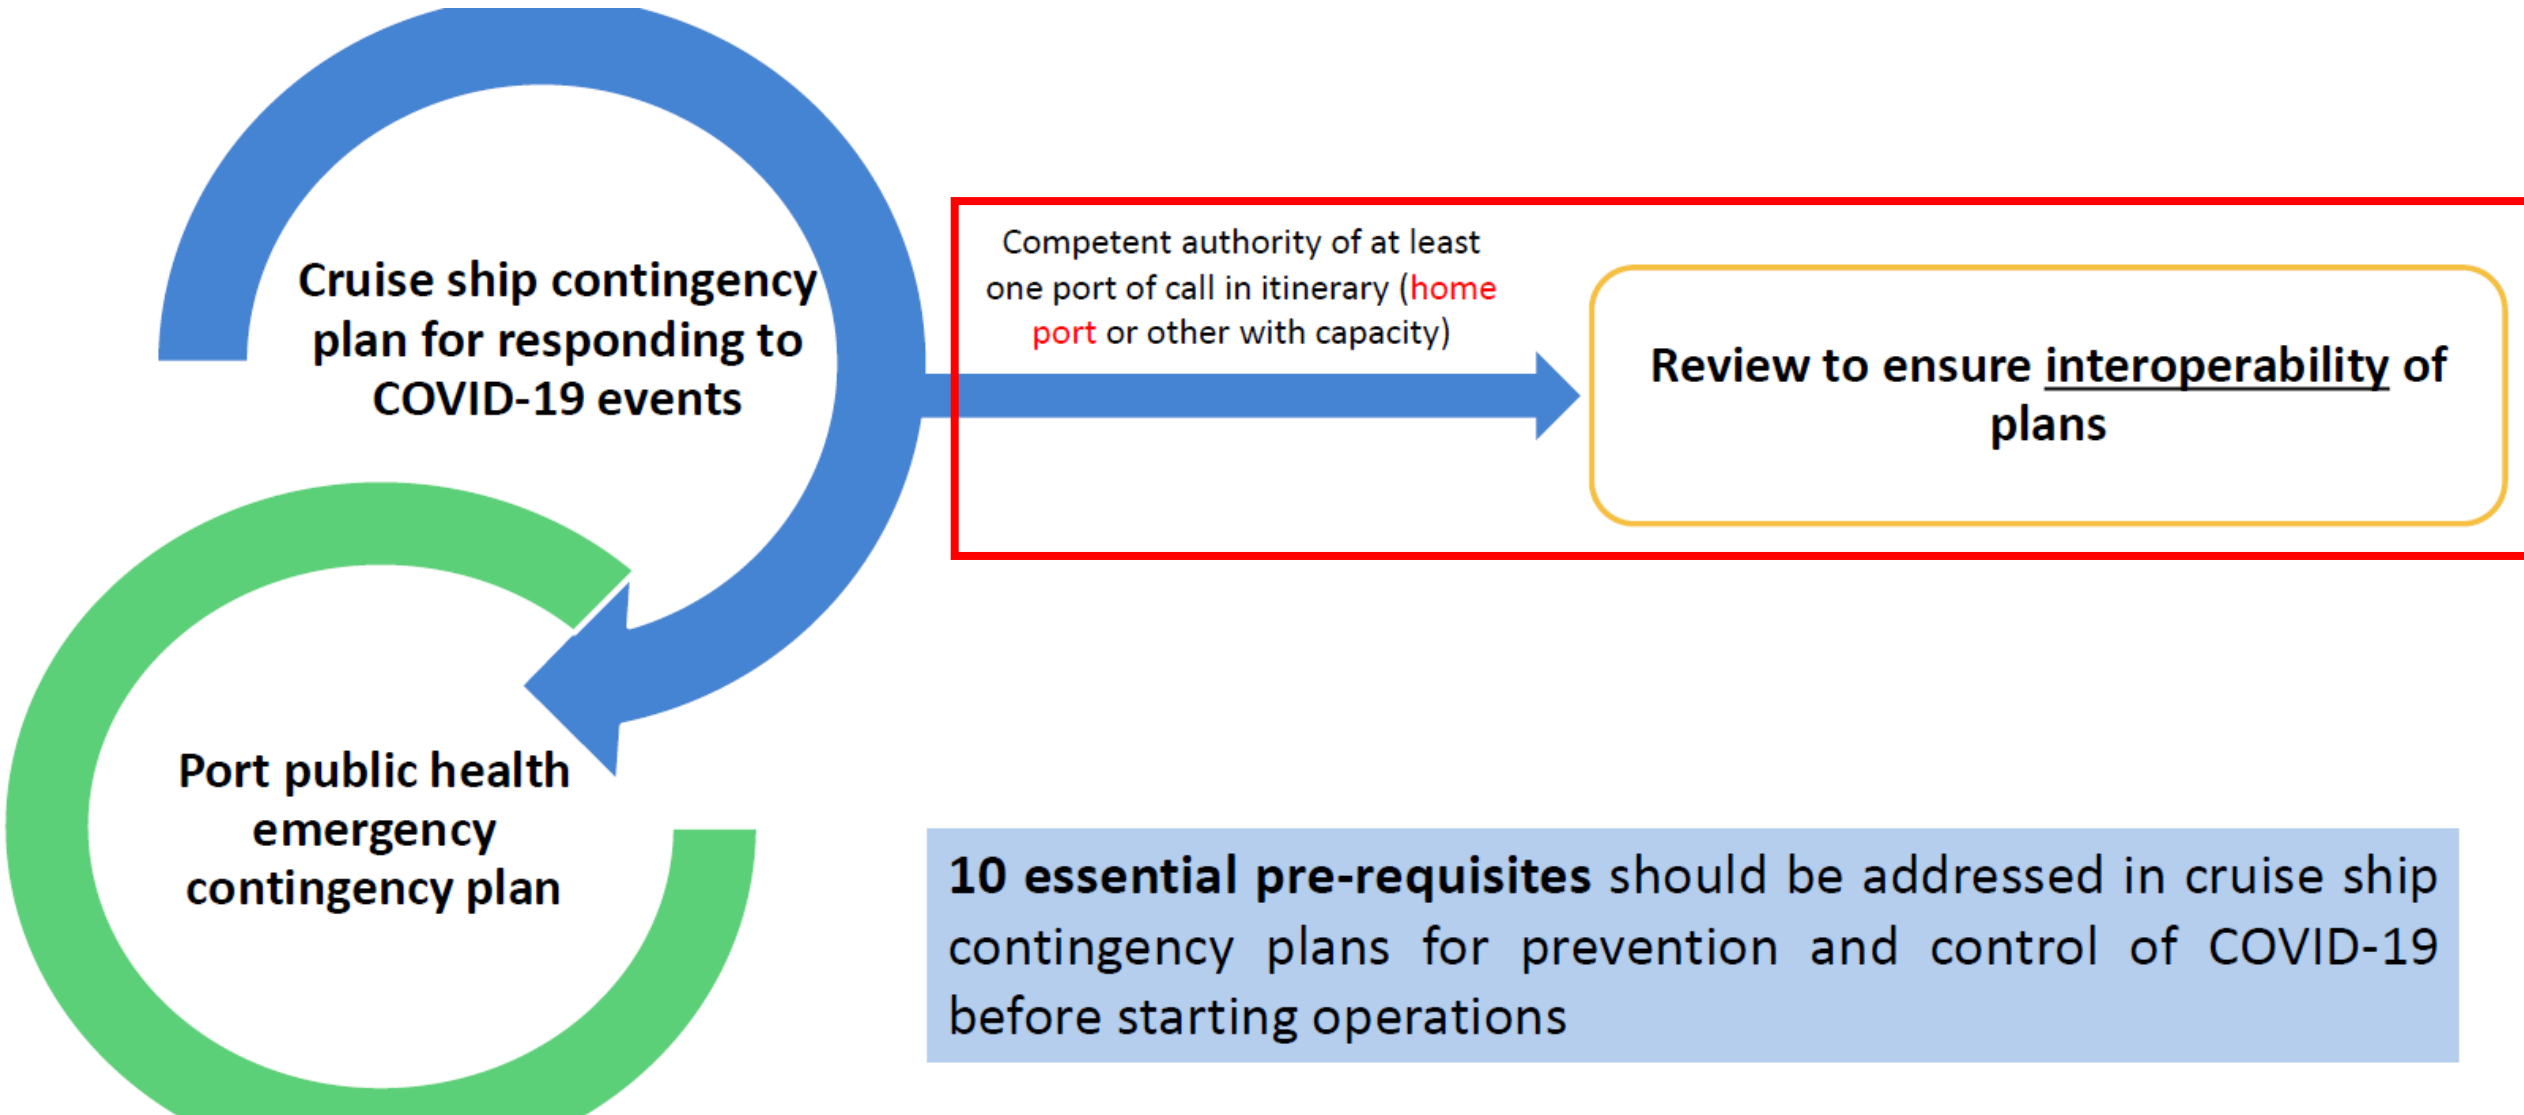 Cruise ship contingency
plan for responding to
COVID-19 events
Competent authority of at least
one port of call in itinerary (home
port or other with capacity)
Review to ensure interoperability of
plans
Port public health
emergency
contingency plan
10 essential pre-requisites should be addressed in cruise ship
contingency plans for prevention and control of COVID-19
before starting operations